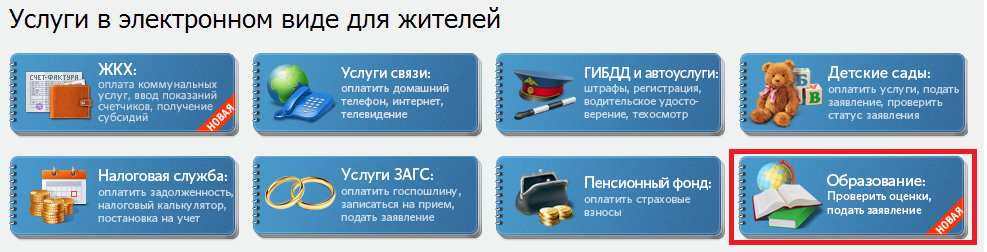 Услуги в электронном виде для жителей
ЖКХ:
оплата коммунальных
услуг, ввод показаний
счетчиков, получение
субсидий
СЧЕТ-ФАКТУРА
НОВАЯ
Услуги связи:
оплатить домашний
телефон, интернет,
телевидение
ГИБДД и автоуслуги:
штрафы, регистрация,
водительское удосто-
верение, техосмотр
Детские сады:
оплатить услуги, подать
заявление, проверить
статус заявления
Налоговая служба:
оплатить задолженность,
налоговый калькулятор,
постановка на учет
Услуги ЗАГС:
оплатить госпошлину,
записаться на прием,
подать заявление
Пенсионный фонд:
оплатить страховые
взносы
Образование:
Проверить оценки,
подать заявление
НОВАЯ